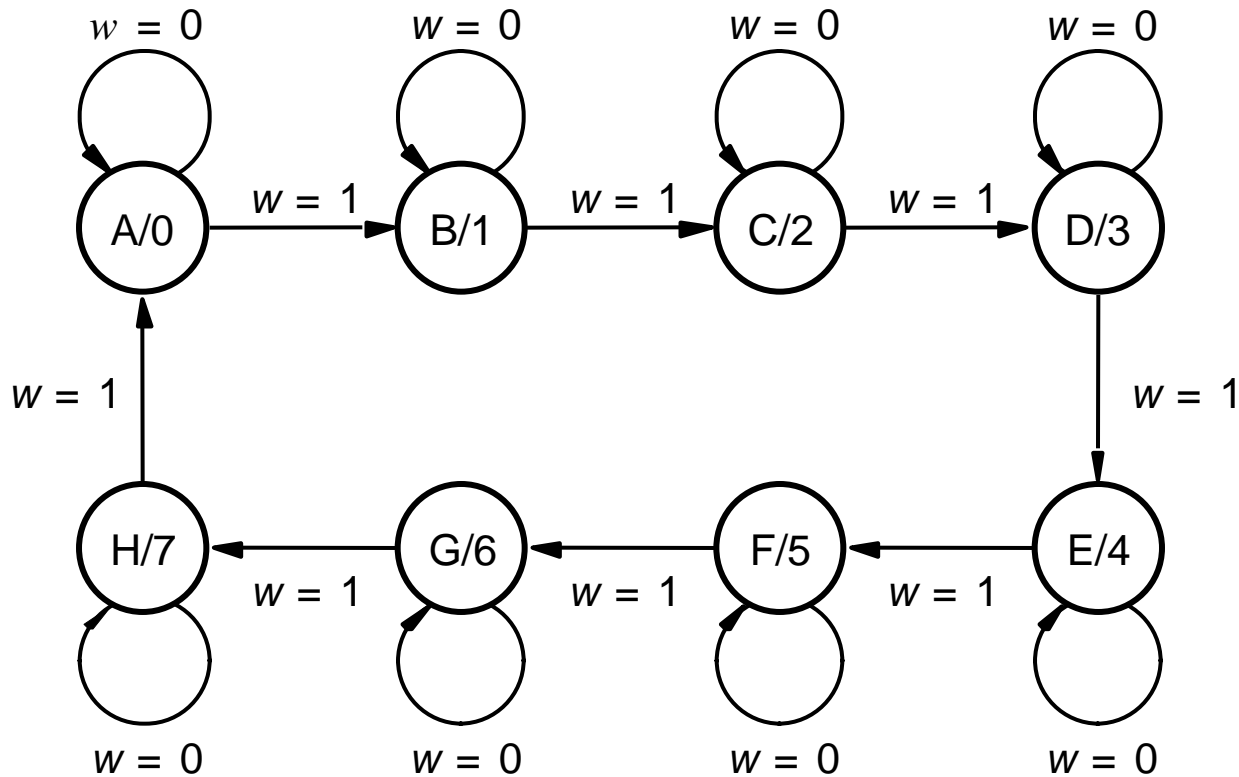 w = 0 w = 0 w = 0 w = 0
w = 1 w = 1 w = 1
A/0 B/1 C/2 D/3
w = 1 w = 1
H/7 G/6 F/5 E/4
w = 1 w = 1 w = 1
w = 0 w = 0 w = 0 w = 0